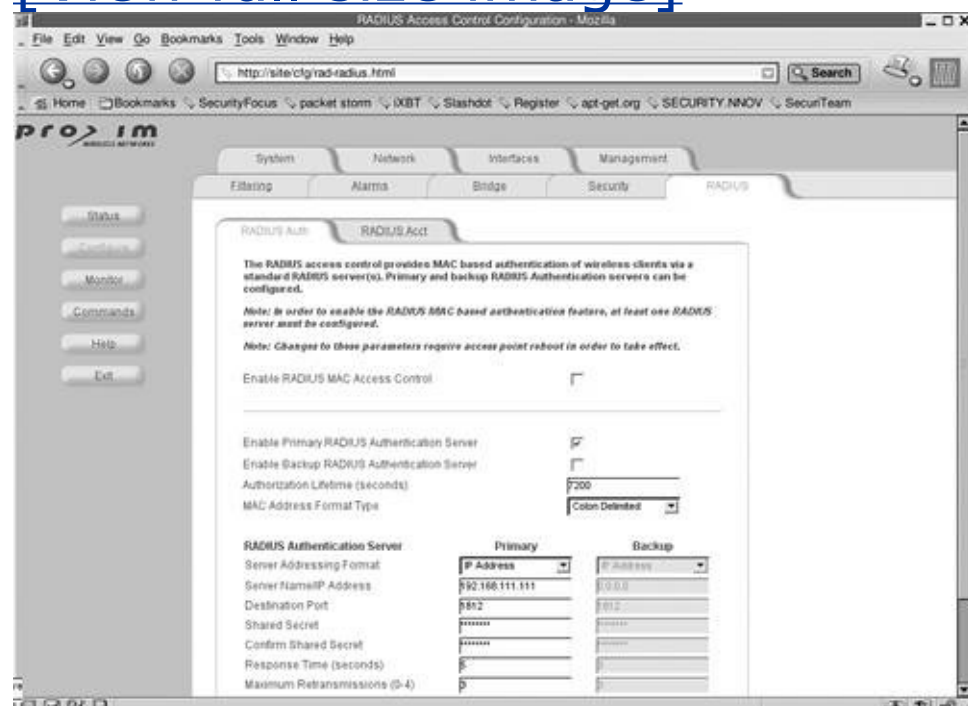 [View full size image]
RADIUS Access Control Configuration - Mozilla
File Edit View Go Bookmarks Tools Window Help
http://site/cfg/rad-radius.html Search
Home Bookmarks SecurityFocus packet storm iXBT Slashdot Register apt-get.org SECURITY.NNOV SecuriTeam
proxim
WIRELESS NETWORKS
System Network Interfaces Management
Filtering Alarms Bridge Security RADIUS
Status
Configure
Monitor
Commands
Help
Exit
RADIUS Auth RADIUS Acct
The RADIUS access control provides MAC based authentication of wireless clients via a
standard RADIUS server(s). Primary and backup RADIUS Authentication servers can be
configured.
Note: In order to enable the RADIUS MAC based authentication feature, at least one RADIUS
server must be configured.
Note: Changes to these parameters require access point reboot in order to take effect.
Enable RADIUS MAC Access Control
Enable Primary RADIUS Authentication Server
Enable Backup RADIUS Authentication Server
Authorization Lifetime (seconds) 7200
MAC Address Format Type Colon Delimited
RADIUS Authentication Server Primary Backup
Server Addressing Format IP Address IP Address
Server Name/IP Address 192.168.111.111 0.0.0.0
Destination Port 1812 1812
Shared Secret ******** ********
Confirm Shared Secret ******** ********
Response Time (seconds)
Maximum Retransmissions (0-4)